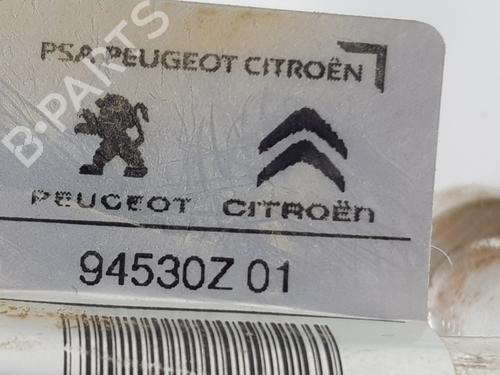 PSA PEUGEOT CITROËN
B-PARTS
PEUGEOT CITROËN
94530Z 01